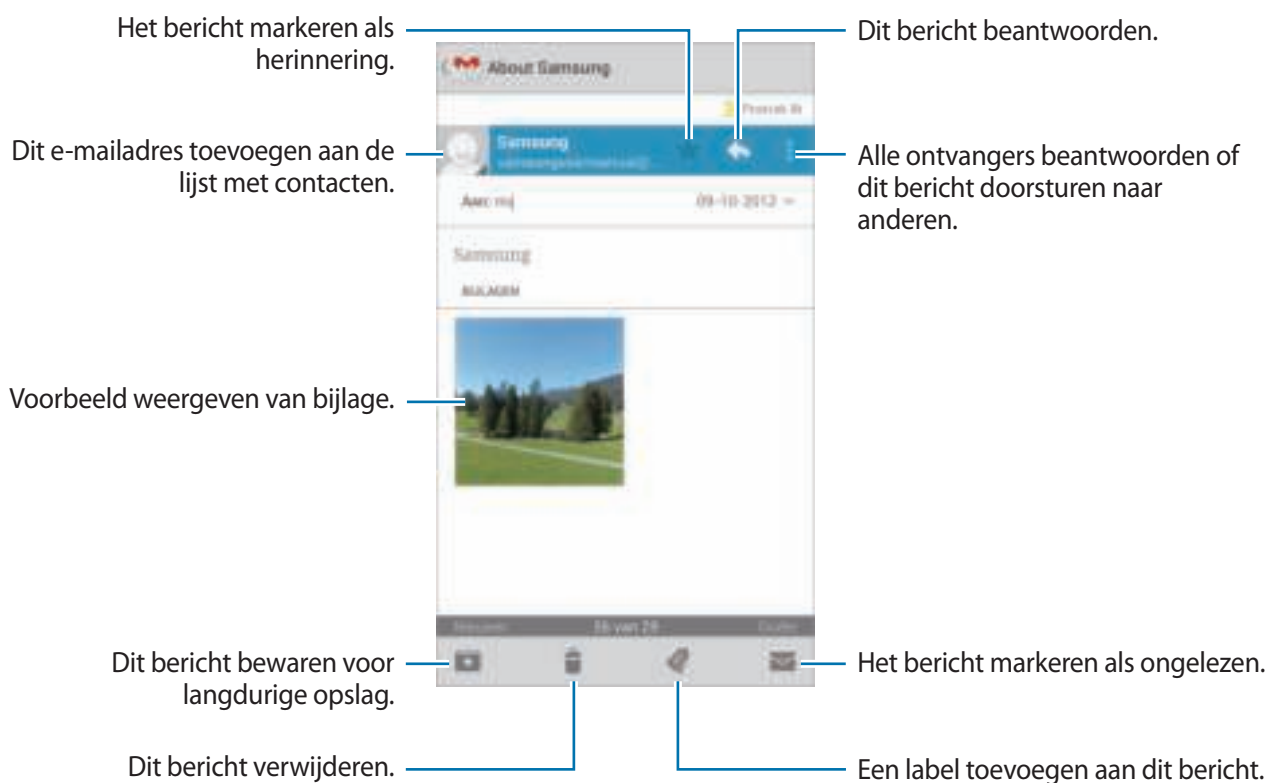 Het bericht markeren als
herinnering.
Dit bericht beantwoorden.
About Samsung
Dit e-mailadres toevoegen aan de
lijst met contacten.
Samsung
Alle ontvangers beantwoorden of
dit bericht doorsturen naar
anderen.
Aan: mij
09-10-2012
Samsung
BIJLAGEN
Voorbeeld weergeven van bijlage.
van 29
Dit bericht bewaren voor
langdurige opslag.
Het bericht markeren als ongelezen.
Dit bericht verwijderen.
Een label toevoegen aan dit bericht.